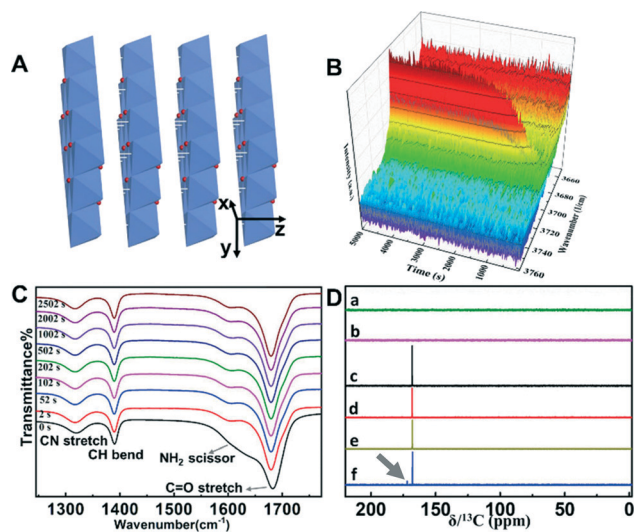 A
x
z
y
B
5000
4000
3000
2000
1000
Time (s)
3660
3680
3700
3720
3740
3760
Wavenumber (1/cm)
C
2502 s
2002 s
1002 s
502 s
202 s
102 s
52 s
2 s
0 s
CN stretch
CH bend
NH₂ scissor
C=O stretch
Transmittance%
1300
1400
1500
1600
1700
Wavenumber(cm⁻¹)
D
a
b
c
d
e
f
200
150
100
50
0
δ/¹³C (ppm)